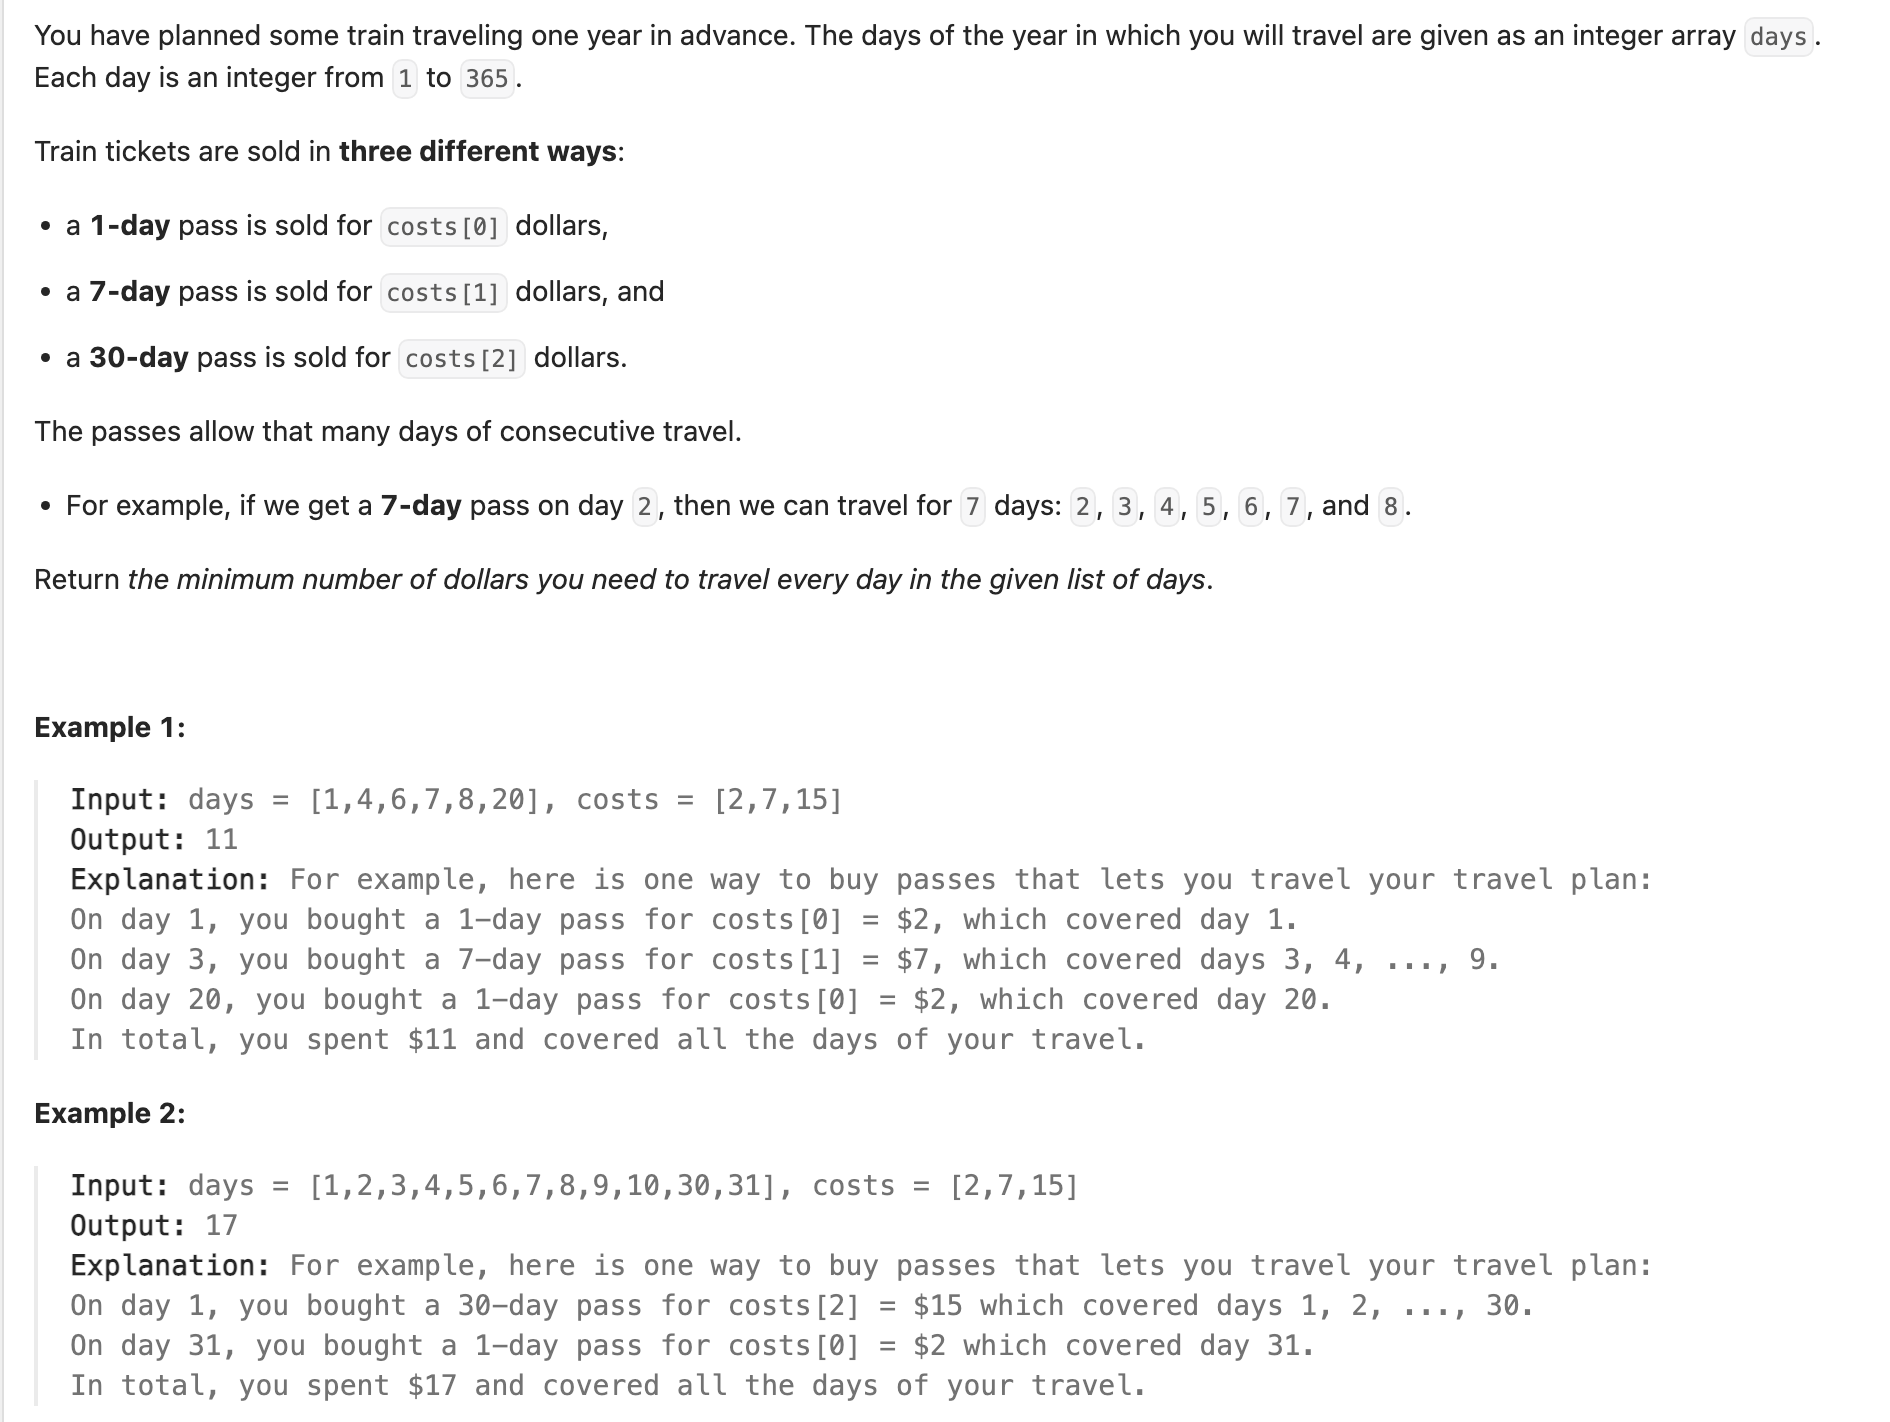 You have planned some train traveling one year in advance. The days of the year in which you will travel are given as an integer array days.
Each day is an integer from 1 to 365.
Train tickets are sold in three different ways:
• a 1-day pass is sold for costs[0] dollars,
• a 7-day pass is sold for costs[1] dollars, and
• a 30-day pass is sold for costs[2] dollars.
The passes allow that many days of consecutive travel.
• For example, if we get a 7-day pass on day 2, then we can travel for 7 days: 2, 3, 4, 5, 6, 7, and 8.
Return the minimum number of dollars you need to travel every day in the given list of days.
Example 1:
Input: days = [1,4,6,7,8,20], costs = [2,7,15]
Output: 11
Explanation: For example, here is one way to buy passes that lets you travel your travel plan:
On day 1, you bought a 1-day pass for costs[0] = $2, which covered day 1.
On day 3, you bought a 7-day pass for costs[1] = $7, which covered days 3, 4, ..., 9.
On day 20, you bought a 1-day pass for costs[0] = $2, which covered day 20.
In total, you spent $11 and covered all the days of your travel.
Example 2:
Input: days = [1,2,3,4,5,6,7,8,9,10,30,31], costs = [2,7,15]
Output: 17
Explanation: For example, here is one way to buy passes that lets you travel your travel plan:
On day 1, you bought a 30-day pass for costs[2] = $15 which covered days 1, 2, ..., 30.
On day 31, you bought a 1-day pass for costs[0] = $2 which covered day 31.
In total, you spent $17 and covered all the days of your travel.